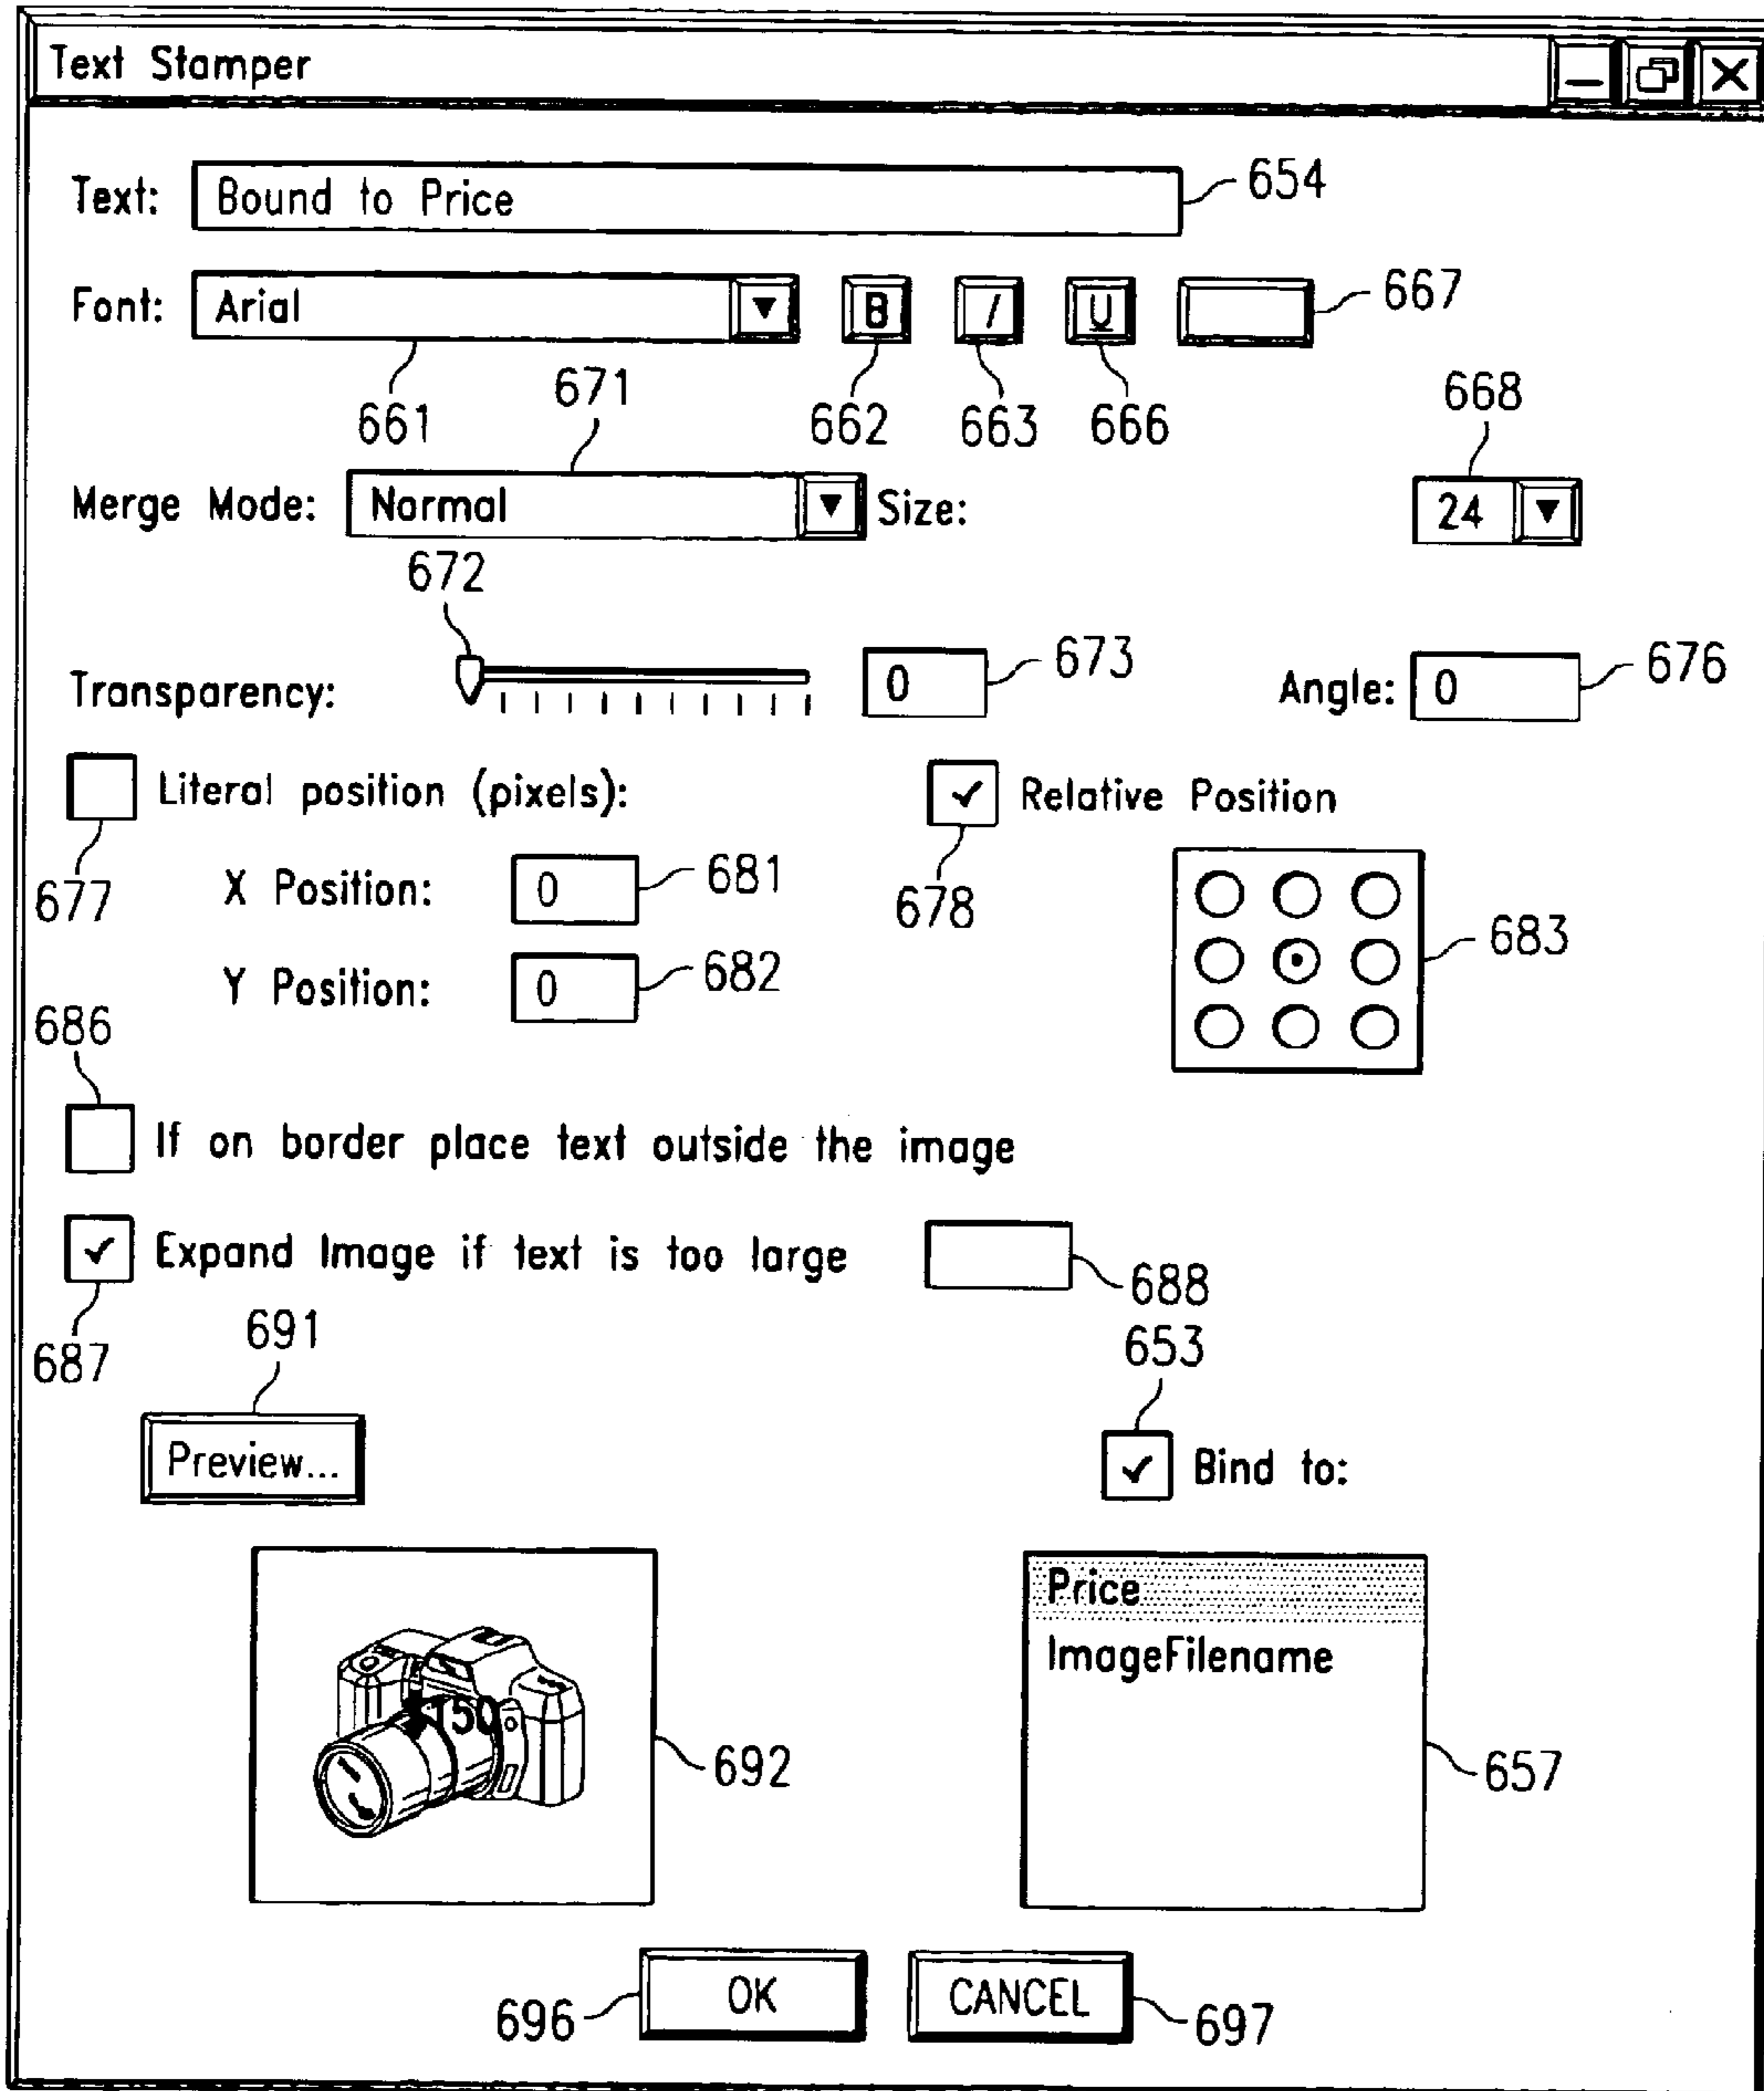 Text Stamper
Text: Bound to Price 654
Font: Arial B I U 667
661 671 662 663 666 668
Merge Mode: Normal Size: 24
672
Transparency: 0 673 Angle: 0 676
Literal position (pixels): Relative Position
677 X Position: 0 681 678
683
Y Position: 0 682
686
If on border place text outside the image
Expand Image if text is too large 688
687 691 653
Preview... Bind to:
Price
ImageFilename
150
692 657
OK CANCEL
696 697